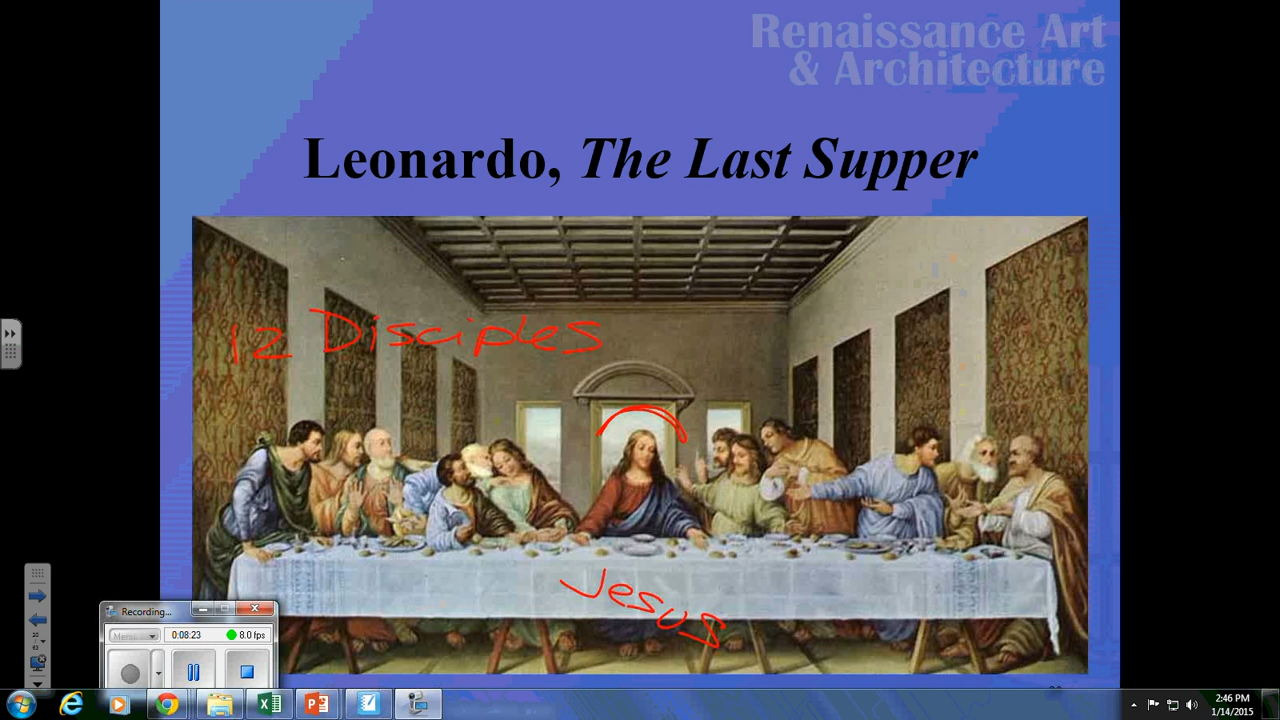 Renaissance Art
& Architecture
Leonardo, The Last Supper
12 Disciples
Jesus
Recording...
0:08:23
8.0 fps
2:46 PM
1/14/2015